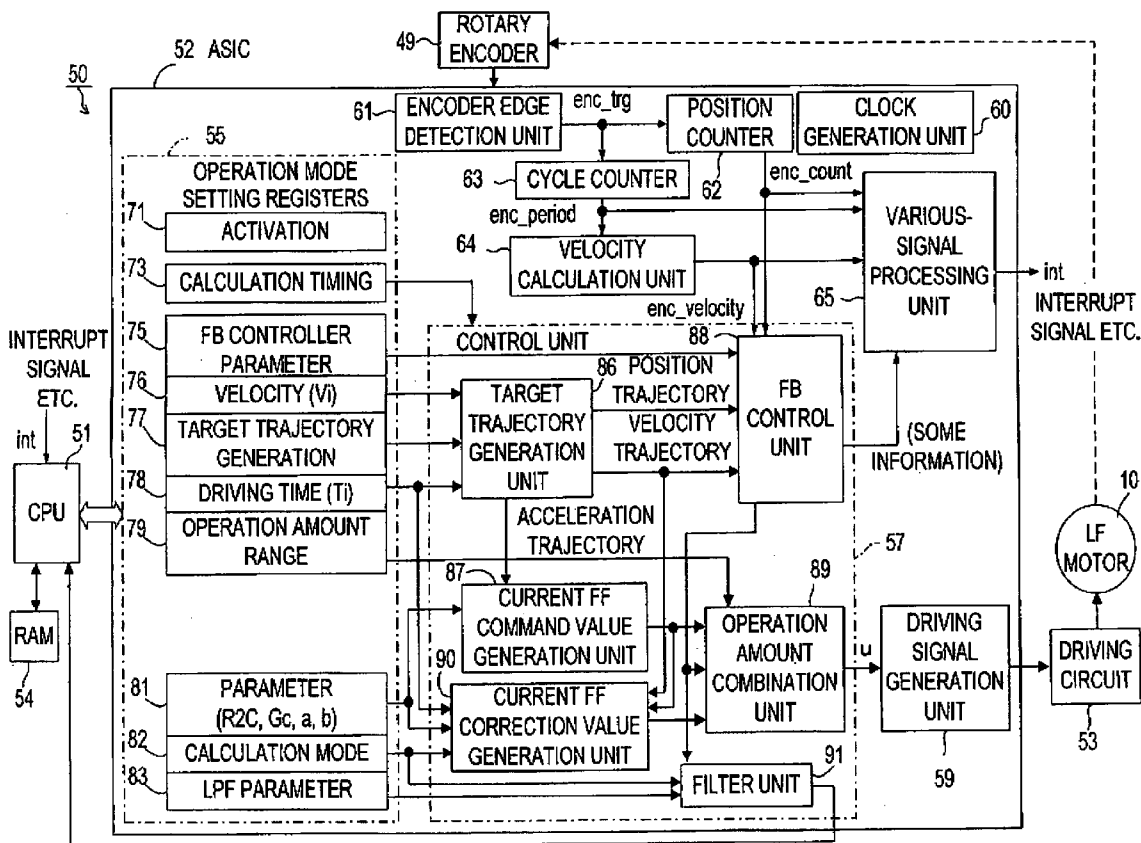 52 ASIC
50
49
ROTARY
ENCODER
61
ENCODER EDGE
DETECTION UNIT
enc_trg
POSITION
COUNTER
62
CLOCK
GENERATION UNIT
60
55
OPERATION MODE
SETTING REGISTERS
63
CYCLE COUNTER
enc_count
enc_period
71
ACTIVATION
64
VELOCITY
CALCULATION UNIT
VARIOUS-
SIGNAL
PROCESSING
UNIT
65
int
INTERRUPT
SIGNAL ETC.
73
CALCULATION TIMING
enc_velocity
INTERRUPT
SIGNAL
ETC.
int
51
CPU
RAM
54
75
FB CONTROLLER
PARAMETER
76
VELOCITY (Vi)
77
TARGET TRAJECTORY
GENERATION
78
DRIVING TIME (Ti)
79
OPERATION AMOUNT
RANGE
CONTROL UNIT
88
TARGET
TRAJECTORY
GENERATION
UNIT
86
POSITION
TRAJECTORY
VELOCITY
TRAJECTORY
FB
CONTROL
UNIT
(SOME
INFORMATION)
ACCELERATION
TRAJECTORY
57
10
LF
MOTOR
87
CURRENT FF
COMMAND VALUE
GENERATION UNIT
89
OPERATION
AMOUNT
COMBINATION
UNIT
u
DRIVING
SIGNAL
GENERATION
UNIT
59
DRIVING
CIRCUIT
53
90
CURRENT FF
CORRECTION VALUE
GENERATION UNIT
81
PARAMETER
(R2C, Gc, a, b)
82
CALCULATION MODE
83
LPF PARAMETER
FILTER UNIT
91